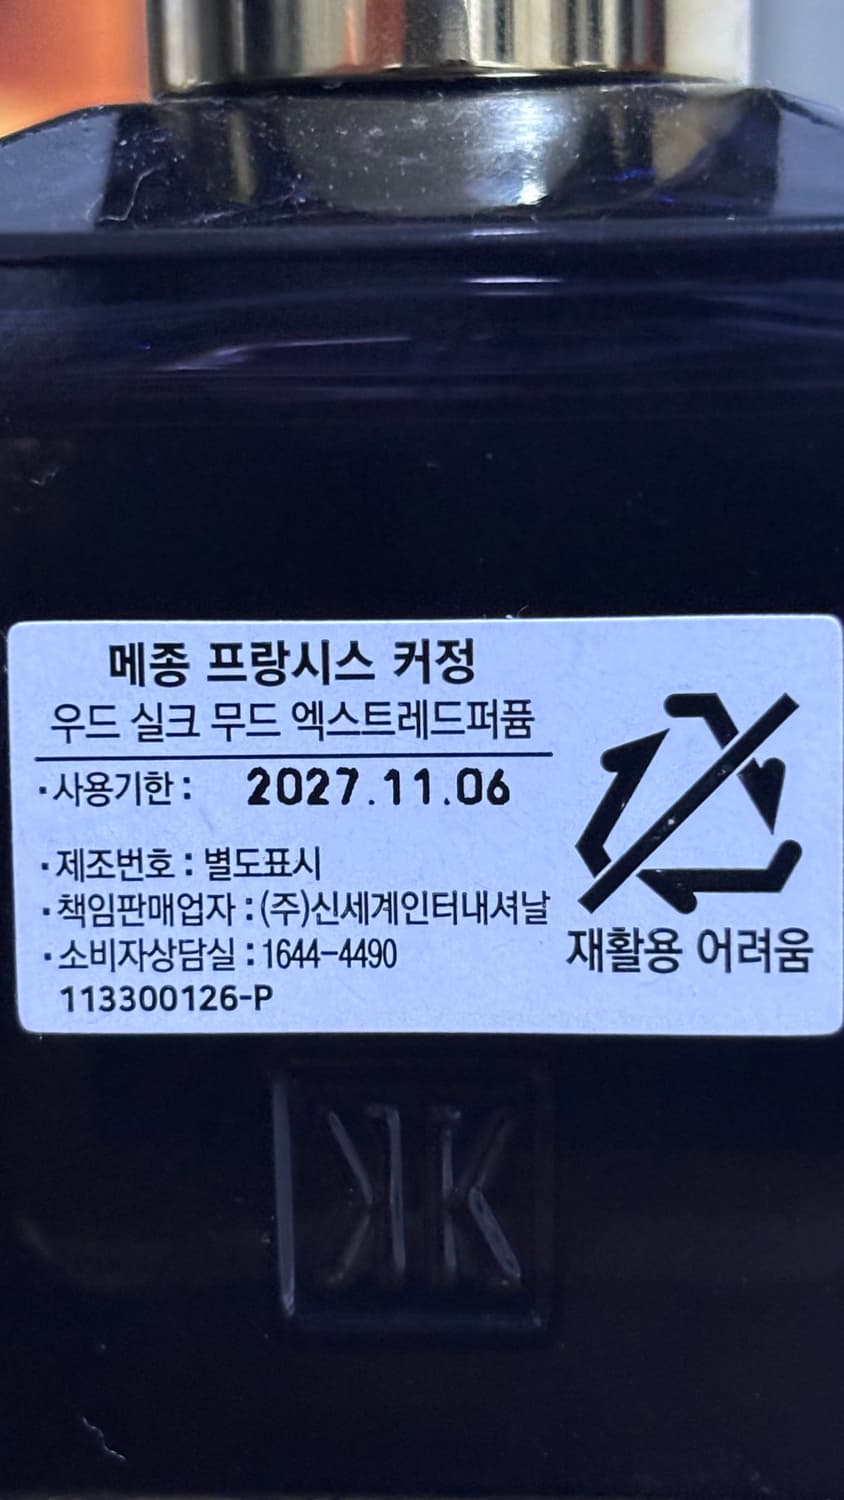 메종 프랑시스 커정
우드 실크 무드 엑스트레드퍼퓸
·사용기한 : 2027.11.06
·제조번호 : 별도표시
·책임판매업자 : (주)신세계인터내셔날
·소비자상담실 : 1644-4490
113300126-P
재활용 어려움